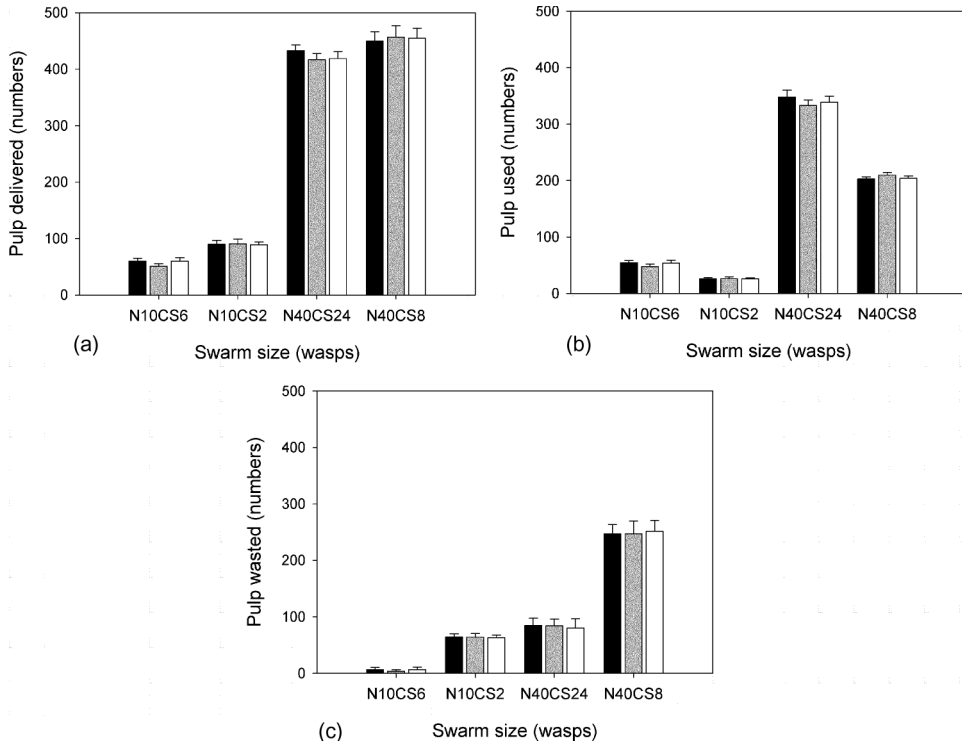 500
400
300
200
100
0
Pulp delivered (numbers)
N10CS6 N10CS2 N40CS24 N40CS8
(a)
Swarm size (wasps)
500
400
300
200
100
0
Pulp used (numbers)
N10CS6 N10CS2 N40CS24 N40CS8
(b)
Swarm size (wasps)
500
400
300
200
100
0
Pulp wasted (numbers)
N10CS6 N10CS2 N40CS24 N40CS8
(c)
Swarm size (wasps)